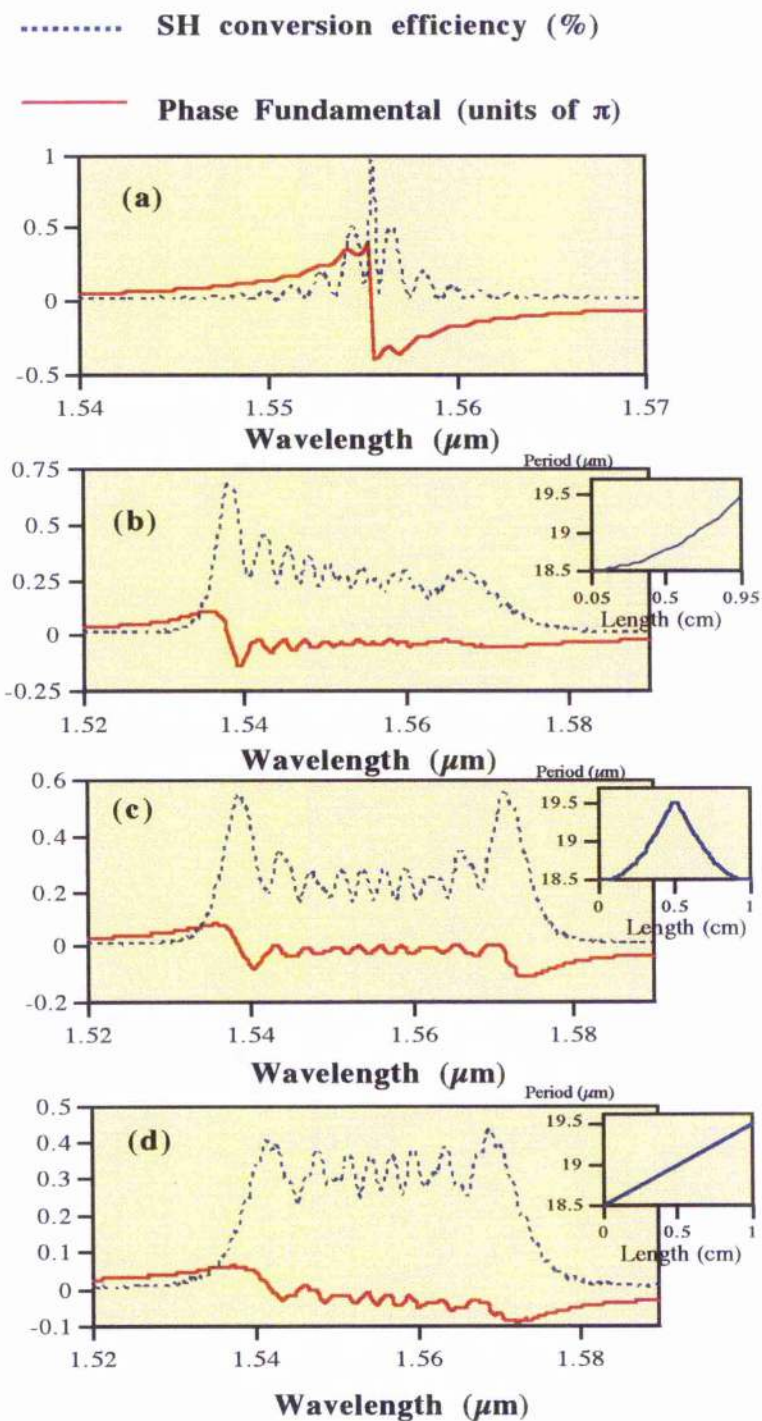 SH conversion efficiency (%)
Phase Fundamental (units of π)
1
0.5
0
-0.5
(a)
1.54 1.55 1.56 1.57
Wavelength (μm)
0.75
0.5
0.25
0
-0.25
(b)
1.52 1.54 1.56 1.58
Wavelength (μm)
Period (μm)
19.5
19
18.5
0.05 0.5 0.95
Length (cm)
0.6
0.4
0.2
0
-0.2
(c)
1.52 1.54 1.56 1.58
Wavelength (μm)
Period (μm)
19.5
19
18.5
0 0.5 1
Length (cm)
0.5
0.4
0.3
0.2
0.1
0
-0.1
(d)
1.52 1.54 1.56 1.58
Wavelength (μm)
Period (μm)
19.5
19
18.5
0 0.5 1
Length (cm)